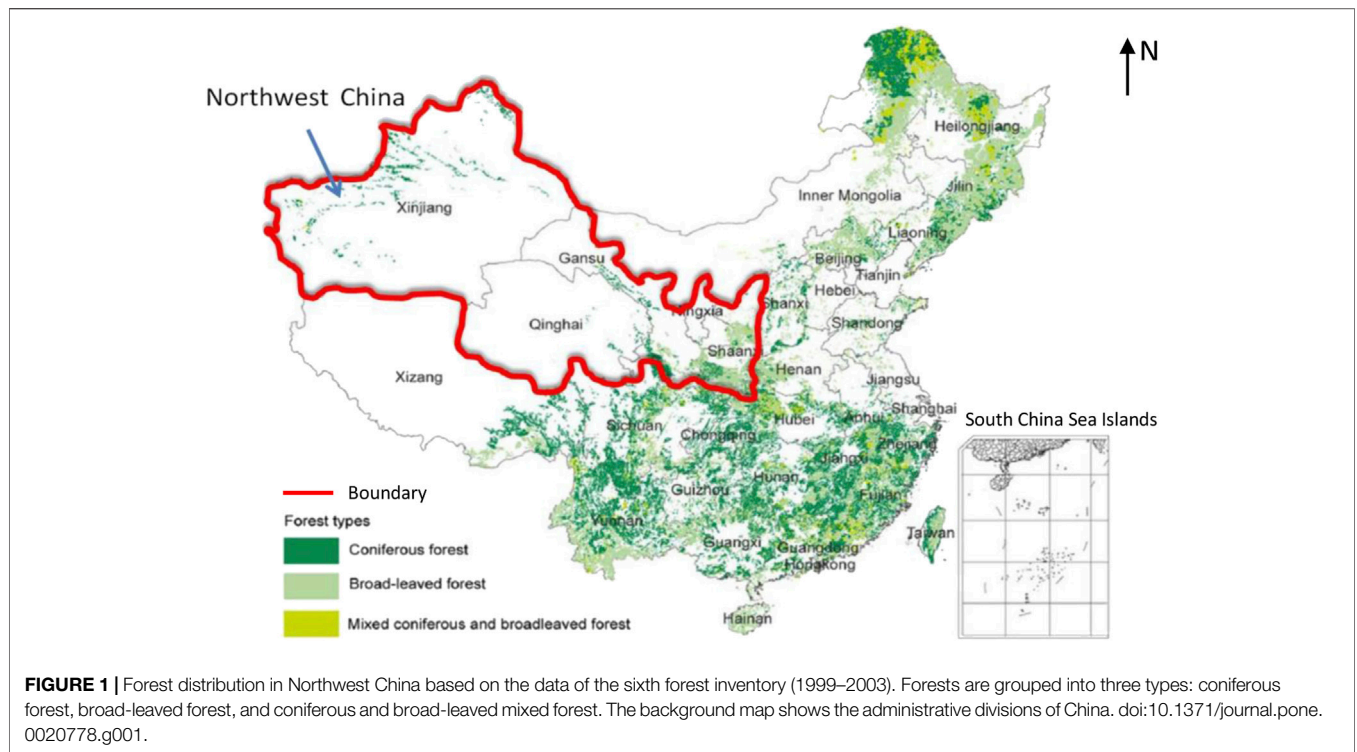 N
Northwest China
Heilongjiang
Jilin
Inner Mongolia
Xinjiang
Liaoning
Gansu
Beijing
Tianjin
Hebei
Shanxi
Ningxia
Qinghai
Shandong
Shaanxi
Henan
Xizang
Jiangsu
Shanghai
Anhui
Hubei
Sichuan
Chongqing
Zhejiang
South China Sea Islands
Jiangxi
Hunan
Guizhou
Fujian
Boundary
Forest types
Yunnan
Taiwan
Guangxi
Guangdong
Hongkong
Coniferous forest
Broad-leaved forest
Hainan
Mixed coniferous and broadleaved forest
FIGURE 1 | Forest distribution in Northwest China based on the data of the sixth forest inventory (1999–2003). Forests are grouped into three types: coniferous
forest, broad-leaved forest, and coniferous and broad-leaved mixed forest. The background map shows the administrative divisions of China. doi:10.1371/journal.pone.
0020778.g001.